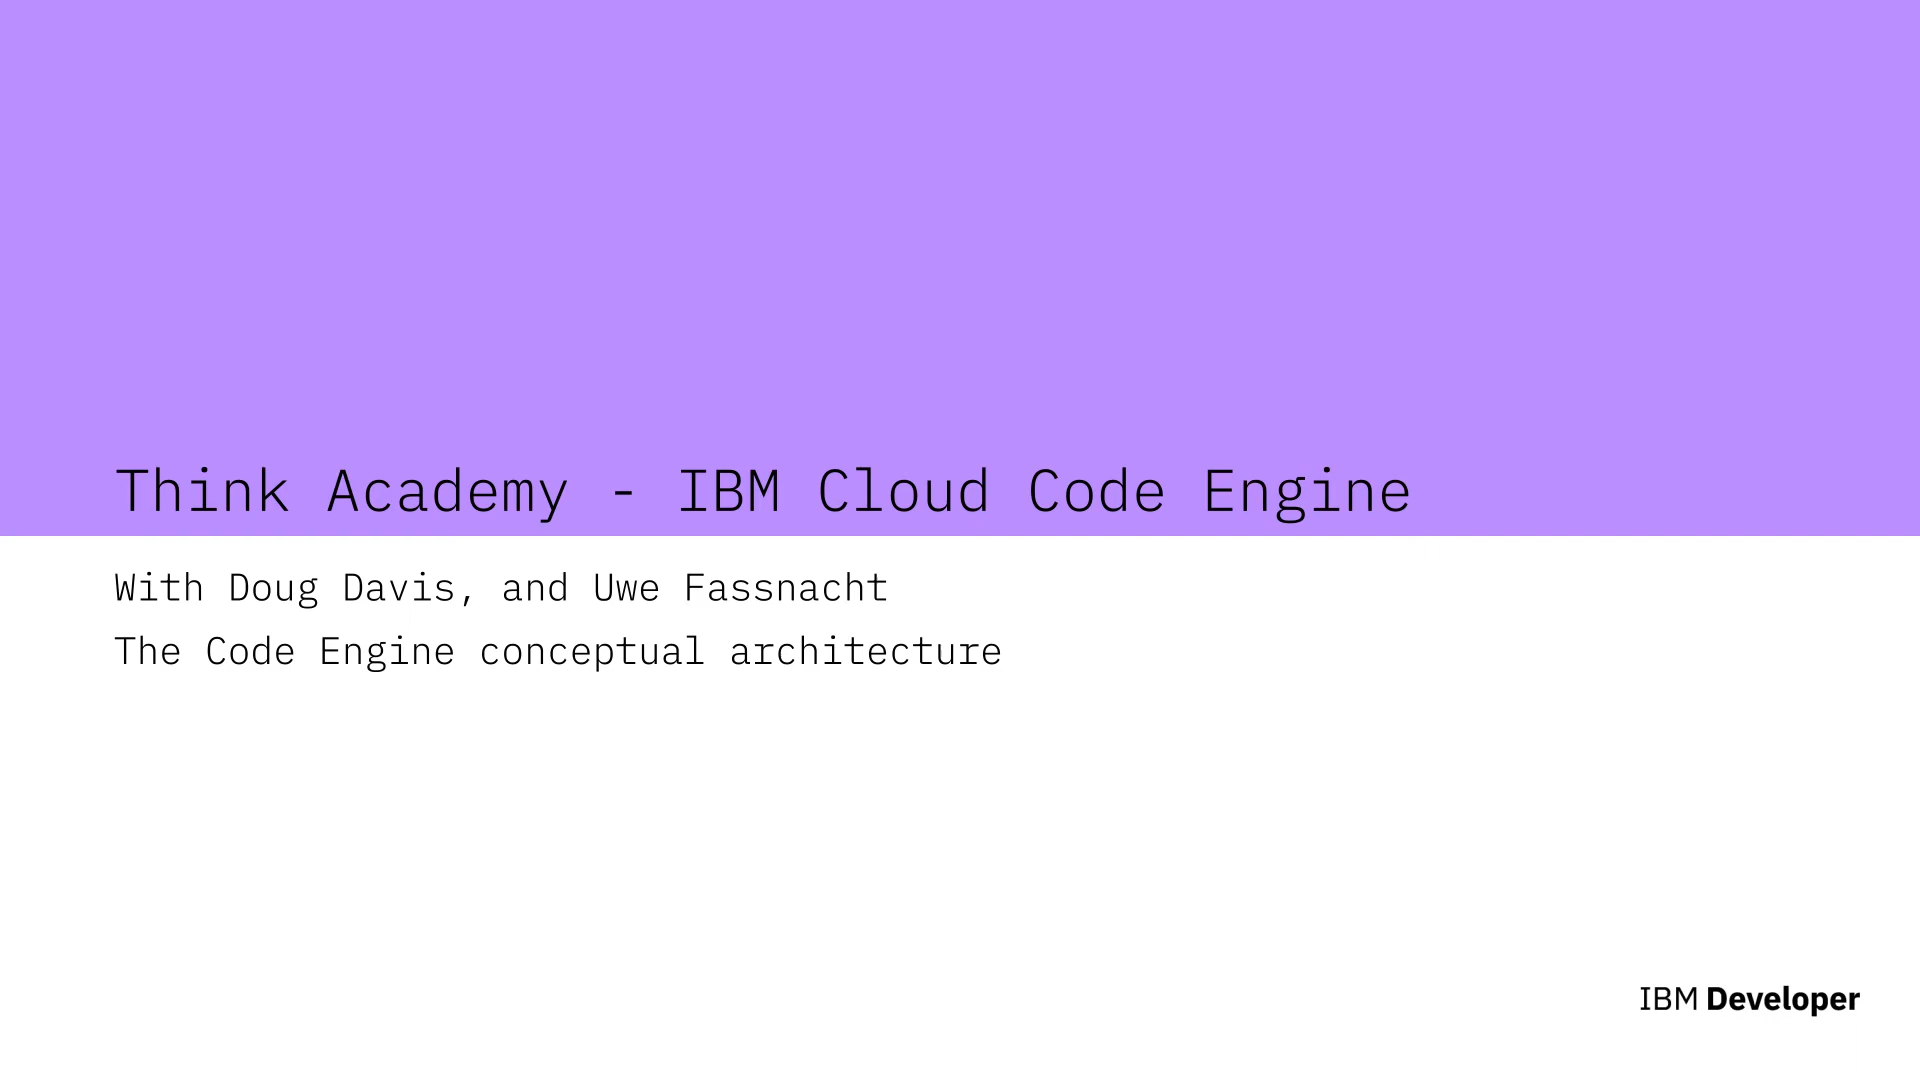 Think Academy - IBM Cloud Code Engine
With Doug Davis, and Uwe Fassnacht
The Code Engine conceptual architecture
IBM Developer